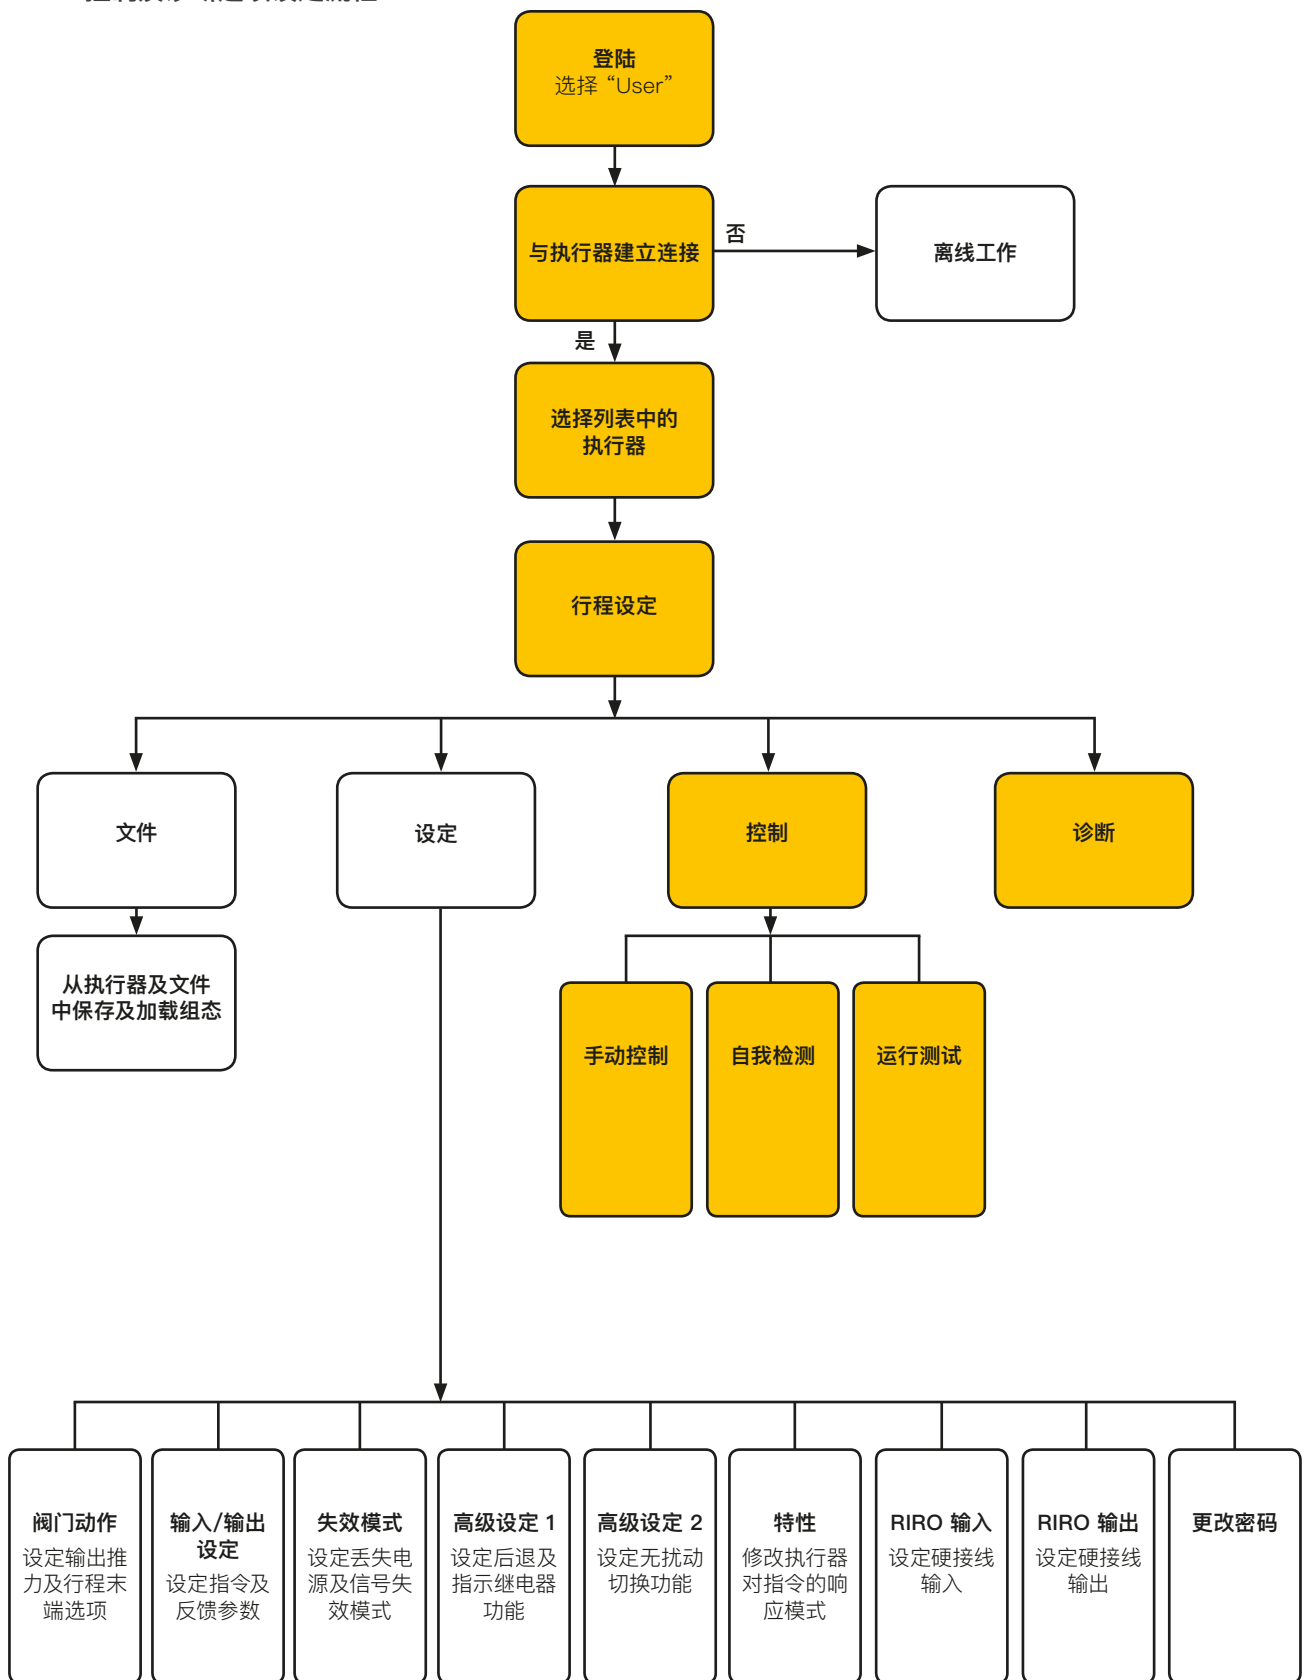 登陆
选择 “User”
与执行器建立连接
否
离线工作
是
选择列表中的
执行器
行程设定
文件
设定
控制
诊断
从执行器及文件
中保存及加载组态
手动控制
自我检测
运行测试
阀门动作
设定输出推
力及行程末
端选项
输入/输出
设定
设定指令及
反馈参数
失效模式
设定丢失电
源及信号失
效模式
高级设定 1
设定后退及
指示继电器
功能
高级设定 2
设定无扰动
切换功能
特性
修改执行器
对指令的响
应模式
RIRO 输入
设定硬接线
输入
RIRO 输出
设定硬接线
输出
更改密码